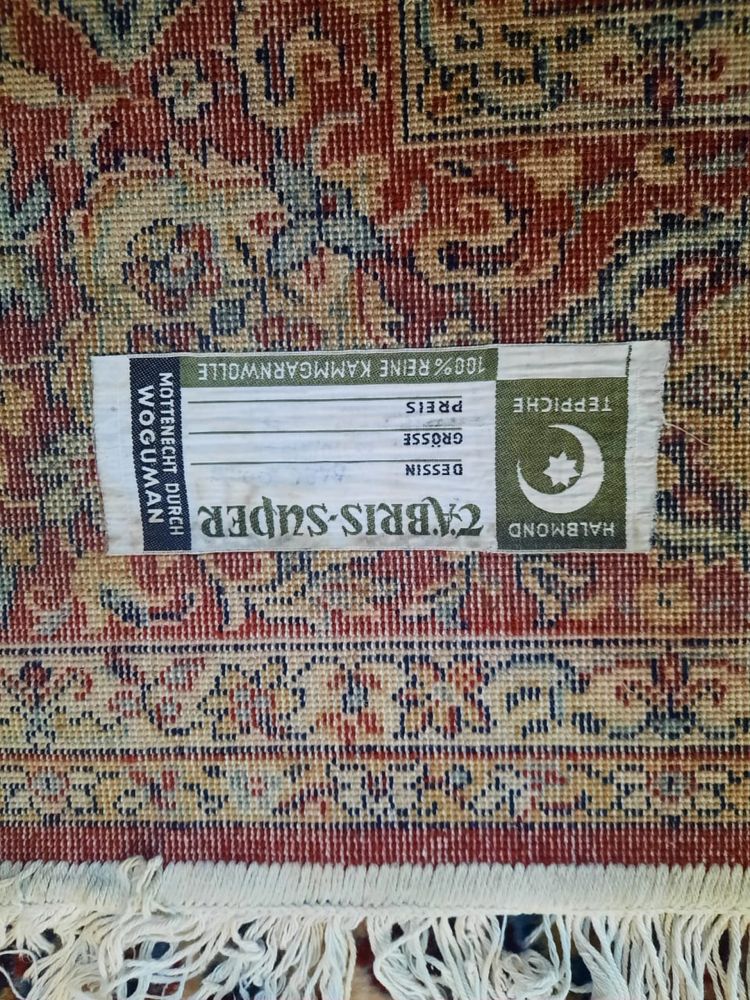 HALBMOND
TEPPICHE
TÄBRIS-SUPER
DESSIN
GRÖSSE
PREIS
100% REINE KAMMGARNWOLLE
MOTTENECHT DURCH
WOGUMAN